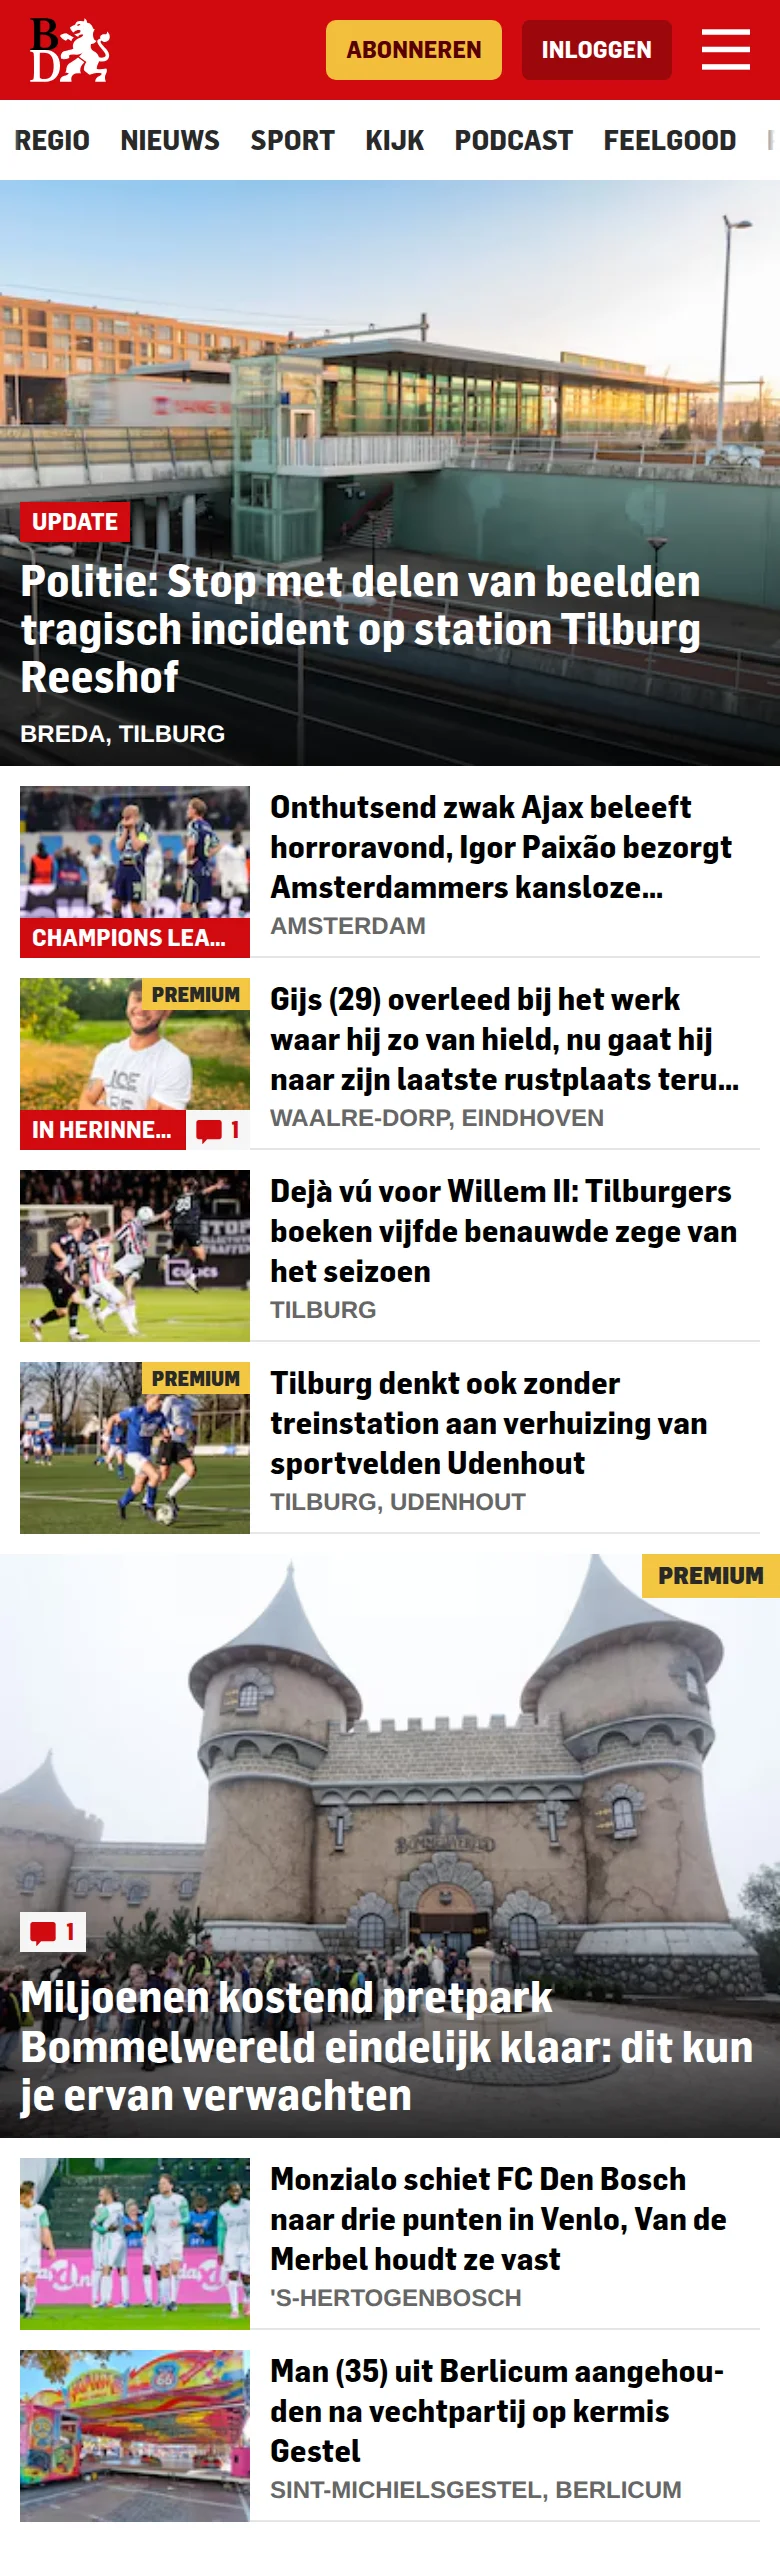 BD
ABONNEREN
INLOGGEN
REGIO NIEUWS SPORT KIJK PODCAST FEELGOOD
UPDATE
Politie: Stop met delen van beelden
tragisch incident op station Tilburg
Reeshof
BREDA, TILBURG
Onthutsend zwak Ajax beleeft
horroravond, Igor Paixão bezorgt
Amsterdammers kansloze...
AMSTERDAM
CHAMPIONS LEA...
PREMIUM
Gijs (29) overleed bij het werk
waar hij zo van hield, nu gaat hij
naar zijn laatste rustplaats teru...
WAALRE-DORP, EINDHOVEN
IN HERINNE...
1
Dejà vú voor Willem II: Tilburgers
boeken vijfde benauwde zege van
het seizoen
TILBURG
PREMIUM
Tilburg denkt ook zonder
treinstation aan verhuizing van
sportvelden Udenhout
TILBURG, UDENHOUT
PREMIUM
BOMMELWERELD
1
Miljoenen kostend pretpark
Bommelwereld eindelijk klaar: dit kun
je ervan verwachten
Monzialo schiet FC Den Bosch
naar drie punten in Venlo, Van de
Merbel houdt ze vast
'S-HERTOGENBOSCH
Man (35) uit Berlicum aangehou-
den na vechtpartij op kermis
Gestel
SINT-MICHIELSGESTEL, BERLICUM